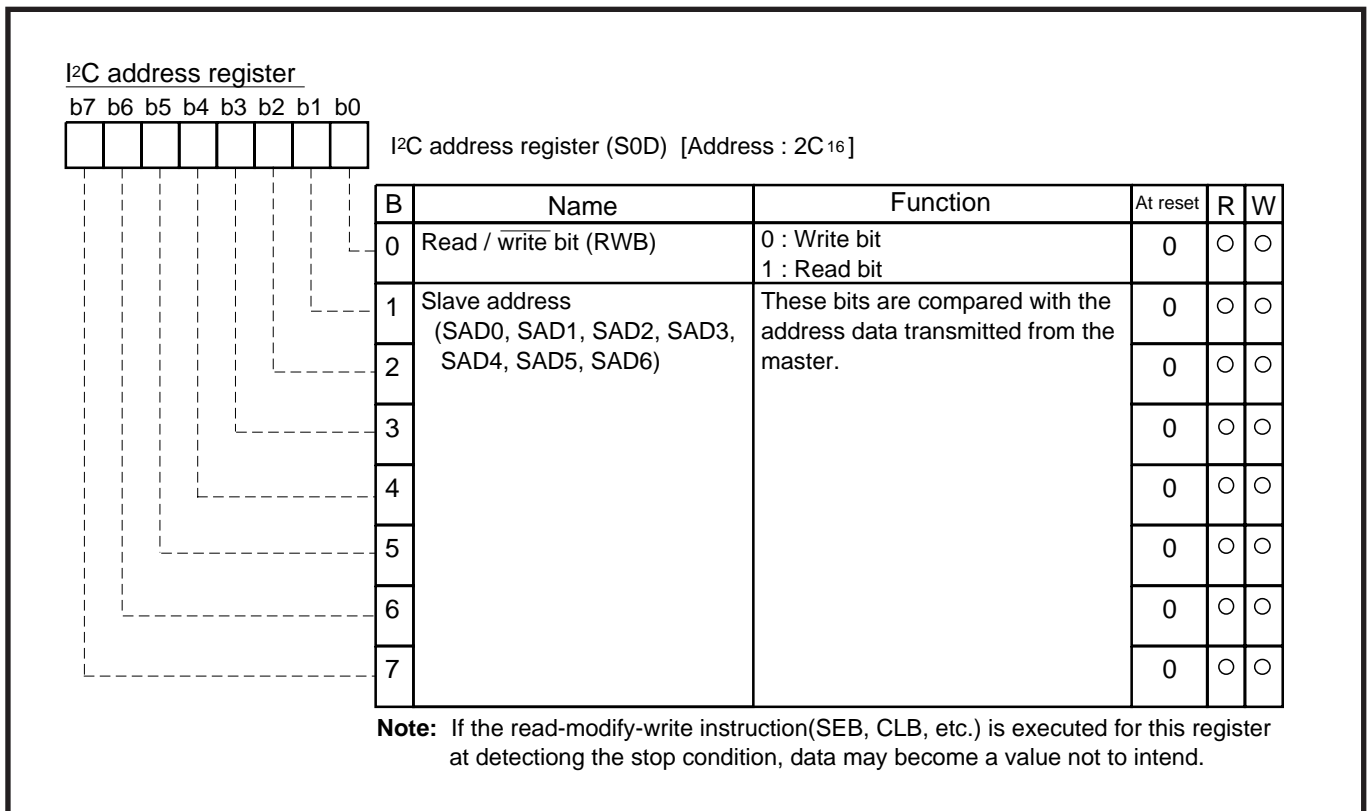 I²C address register
b7 b6 b5 b4 b3 b2 b1 b0
I²C address register (S0D) [Address : 2C₁₆]
B Name Function At reset R W
0 Read / w̅r̅i̅t̅e̅ bit (RWB) 0 : Write bit 0 ○ ○
1 : Read bit
1 Slave address These bits are compared with the 0 ○ ○
(SAD0, SAD1, SAD2, SAD3, address data transmitted from the
SAD4, SAD5, SAD6) master.
2 0 ○ ○
3 0 ○ ○
4 0 ○ ○
5 0 ○ ○
6 0 ○ ○
7 0 ○ ○
Note: If the read-modify-write instruction(SEB, CLB, etc.) is executed for this register
at detectiong the stop condition, data may become a value not to intend.